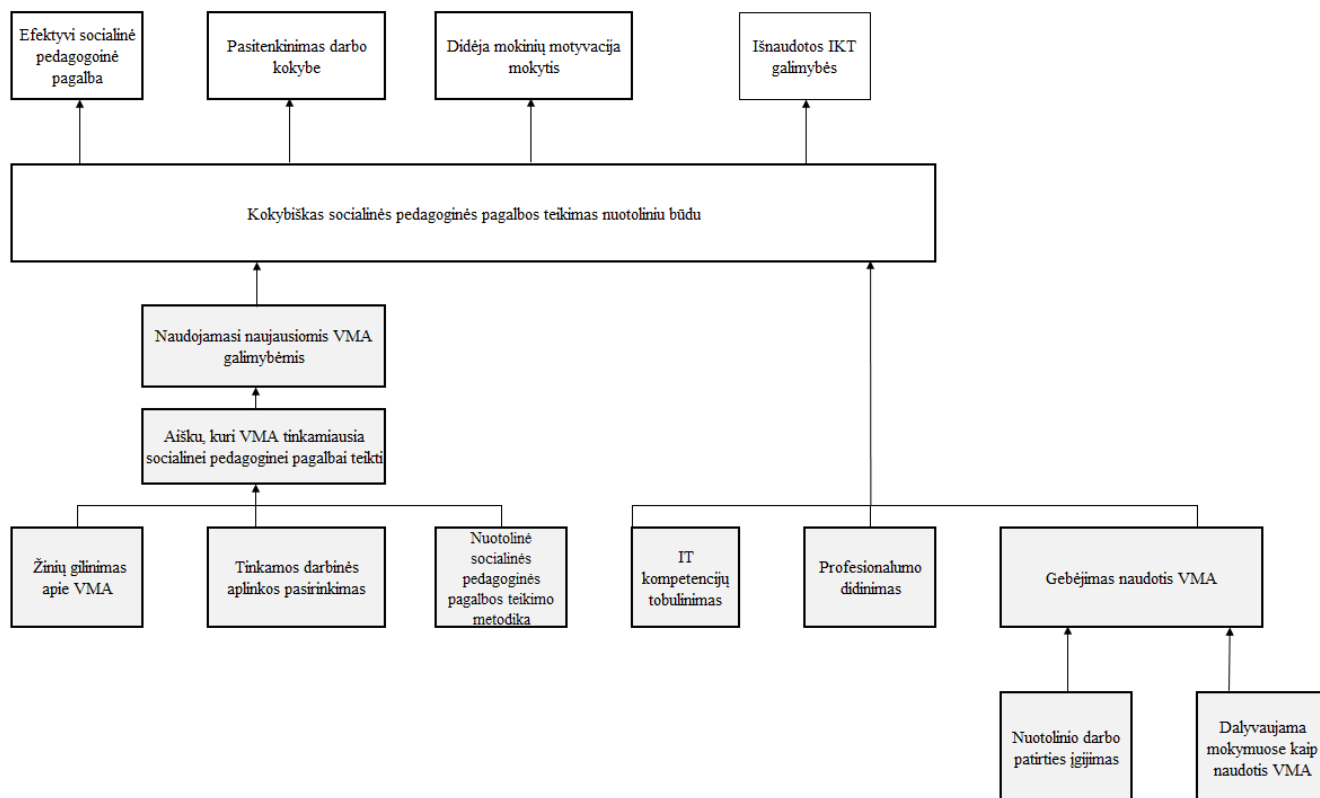 Efektyvi socialinė
pedagogoinė
pagalba
Pasitenkinimas darbo
kokybe
Didėja mokinių motyvacija
mokytis
Išnaudotos IKT
galimybės
Kokybiškas socialinės pedagoginės pagalbos teikimas nuotoliniu būdu
Naudojamasi naujausiomis VMA
galimybėmis
Aišku, kuri VMA tinkamiausia
socialinei pedagoginei pagalbai teikti
Žinių gilinimas
apie VMA
Tinkamos darbinės
aplinkos pasirinkimas
Nuotolinė
socialinės
pedagoginės
pagalbos teikimo
metodika
IT
kompetencijų
tobulinimas
Profesionalumo
didinimas
Gebėjimas naudotis VMA
Nuotolinio darbo
patirties įgijimas
Dalyvaujama
mokymuose kaip
naudotis VMA